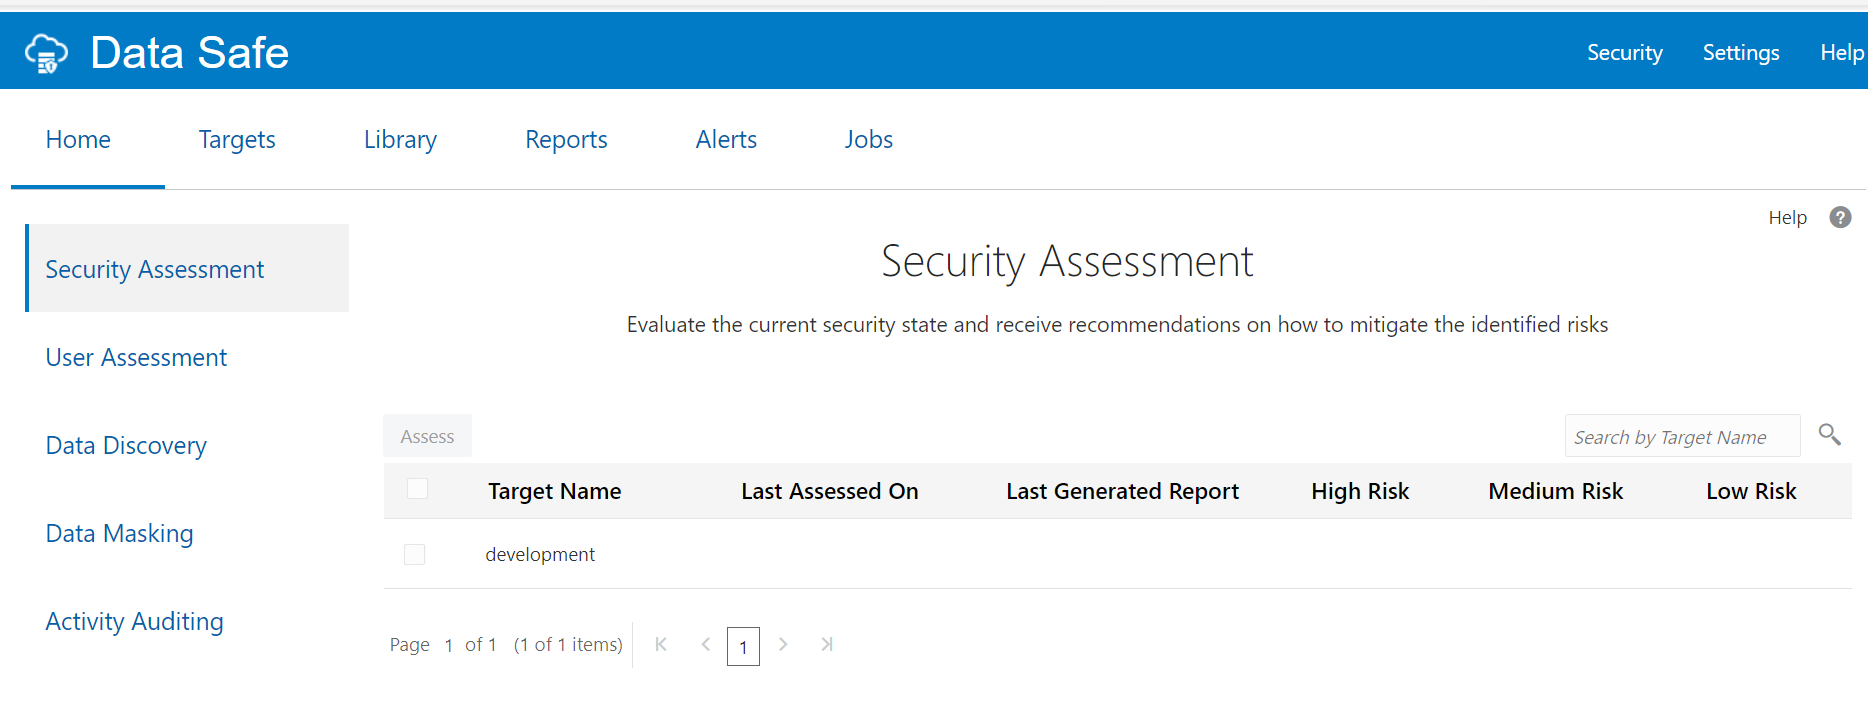 Data Safe
Security Settings Help
Home Targets Library Reports Alerts Jobs
Help ?
Security Assessment
User Assessment
Data Discovery
Data Masking
Activity Auditing
Security Assessment
Evaluate the current security state and receive recommendations on how to mitigate the identified risks
Assess
Search by Target Name
Target Name Last Assessed On Last Generated Report High Risk Medium Risk Low Risk
development
Page 1 of 1 (1 of 1 items) 1